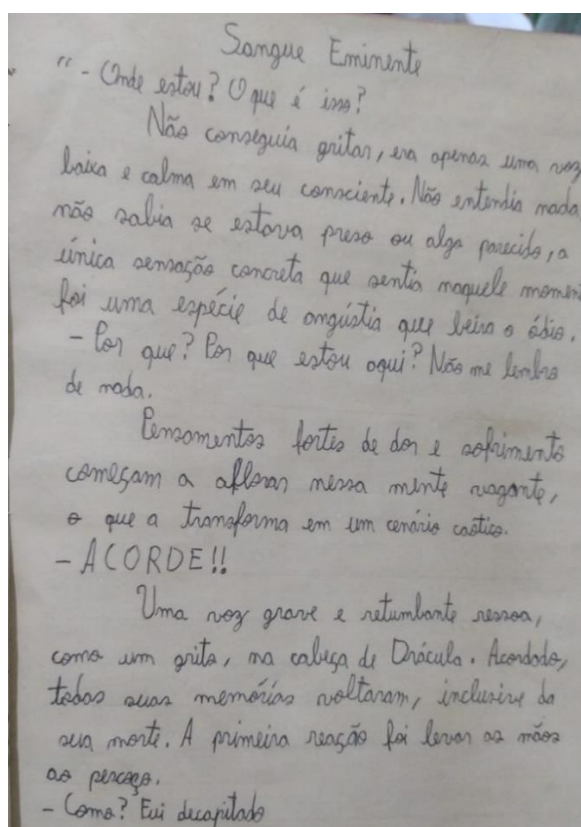 Sangue Eminente
“ - Onde estou? O que é isso?
Não conseguia gritar, era apenas uma voz
baixa e calma em seu consciente. Não entendia nada,
não sabia se estava preso ou algo parecido, a
única sensação concreta que sentia naquele momen
foi uma espécie de angústia que beira o ódio.
- Por que? Por que estou aqui? Não me lembro
de nada.
Pensamentos fortes de dor e sofrimento
começam a aflorar nessa mente vagante,
o que a transforma em um cenário caótico.
- ACORDE!!
Uma voz grave e retumbante ressoa,
como um grito, na cabeça de Drácula. Acordado,
todas suas memórias voltaram, inclusive da
sua morte. A primeira reação foi levar as mãos
ao pescoço.
- Como? Fui decapitado